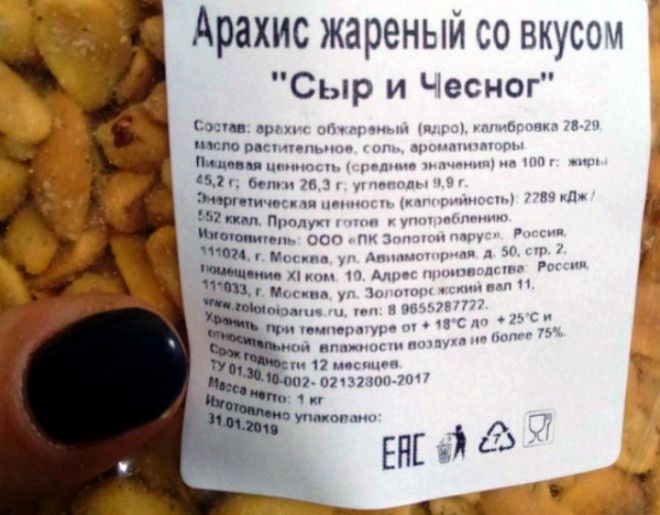 Арахис жареный со вкусом
"Сыр и Чесног"
Состав: арахис обжареный (ядро), калибровка 28-29,
масло растительное, соль, ароматизаторы.
Пищевая ценность (средние значения) на 100 г: жиры
45,2 г; белки 26,3 г; углеводы 9,9 г.
Энергетическая ценность (калорийность): 2289 кДж /
552 ккал. Продукт готов к употреблению.
Изготовитель: ООО «ПК Золотой парус». Россия,
111024, г. Москва, ул. Авиамоторная, д. 50, стр. 2,
помещение XI ком. 10. Адрес производства: Россия,
111033, г. Москва, ул. Золоторожский вал 11,
www.zolotoiparus.ru, тел: 8 9655287722.
Хранить при температуре от + 18°С до + 25°С и
относительной влажности воздуха не более 75%.
Срок годности 12 месяцев.
ТУ 01.30.10-002- 02132800-2017
Масса нетто: 1 кг
Изготовлено упаковано:
31.01.2019
EAC 7